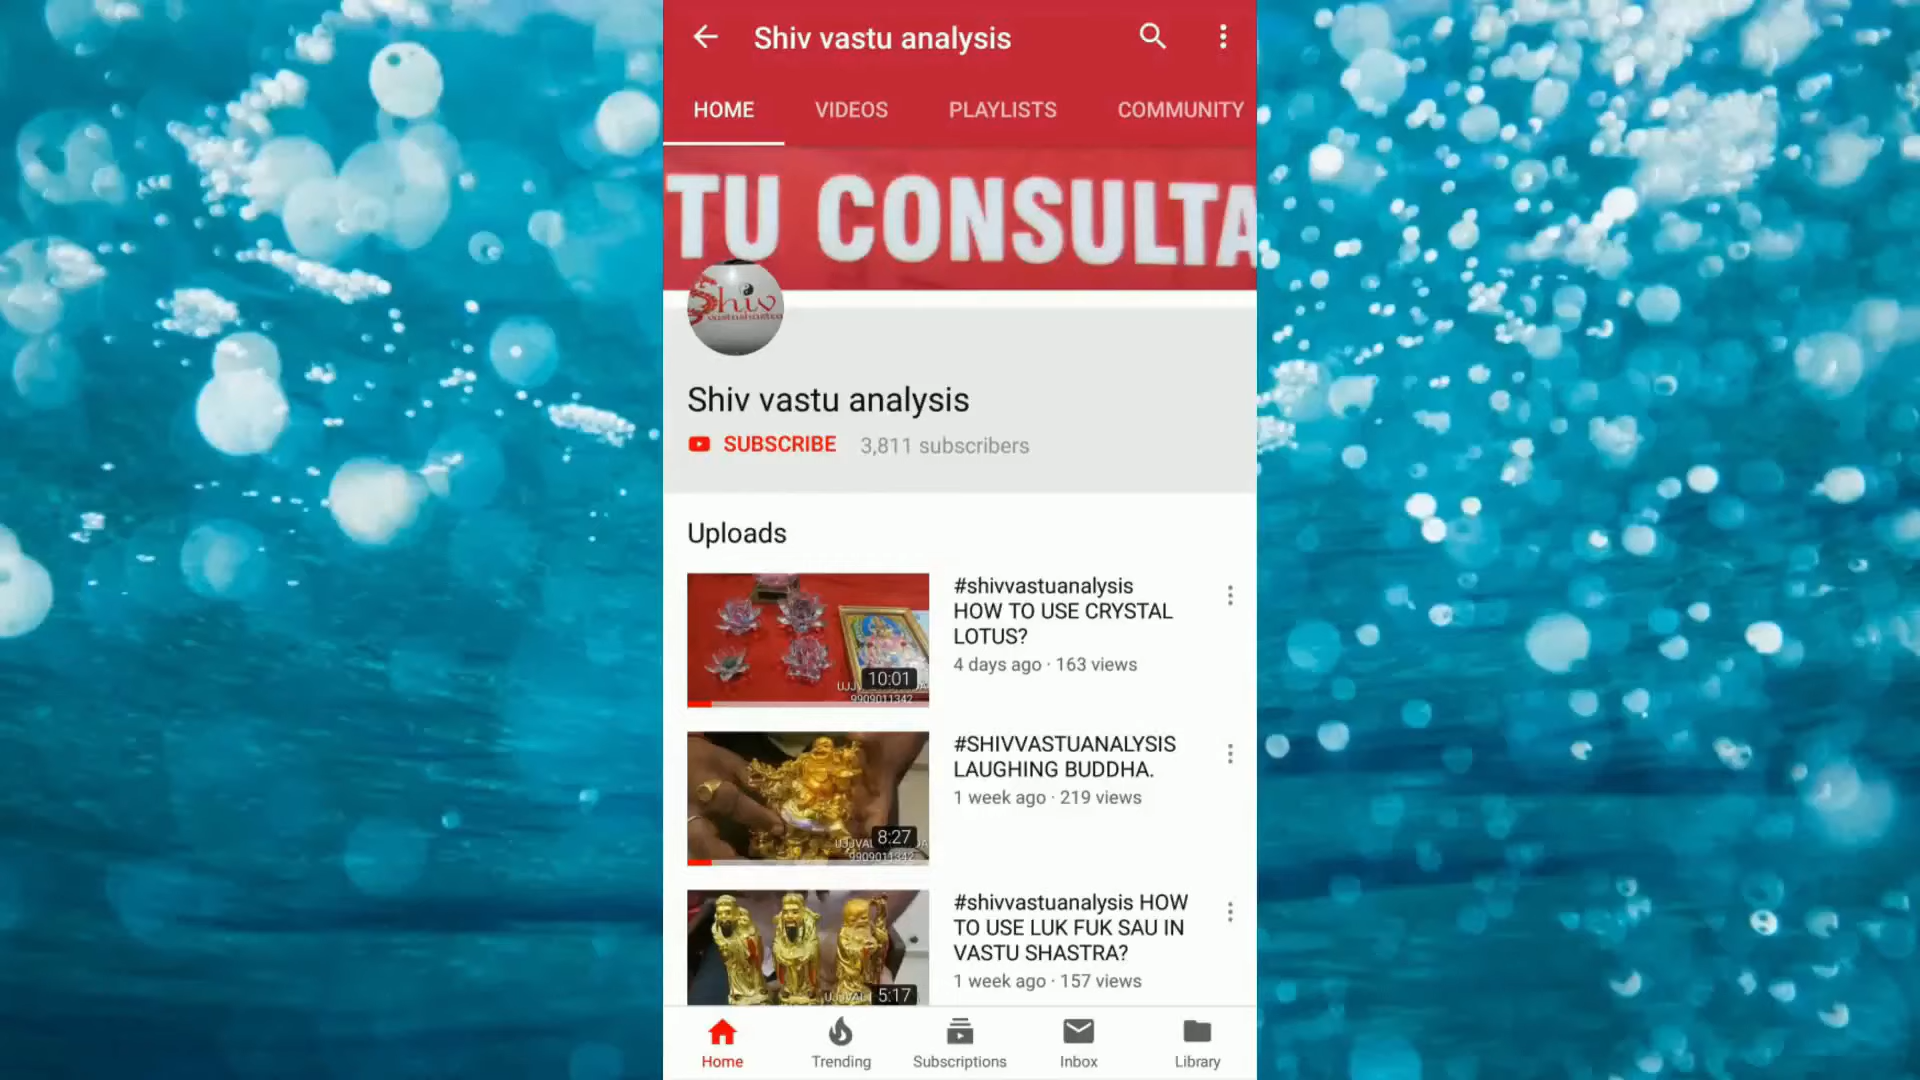 Shiv vastu analysis
HOME VIDEOS PLAYLISTS COMMUNITY
TU CONSULTA
Shiv
Shiv vastu analysis
SUBSCRIBE 3,811 subscribers
Uploads
#shivvastuanalysis
HOW TO USE CRYSTAL
LOTUS?
4 days ago · 163 views
10:01
9909011342
#SHIVVASTUANALYSIS
LAUGHING BUDDHA.
1 week ago · 219 views
8:27
9909011342
#shivvastuanalysis HOW
TO USE LUK FUK SAU IN
VASTU SHASTRA?
1 week ago · 157 views
5:17
Home Trending Subscriptions Inbox Library